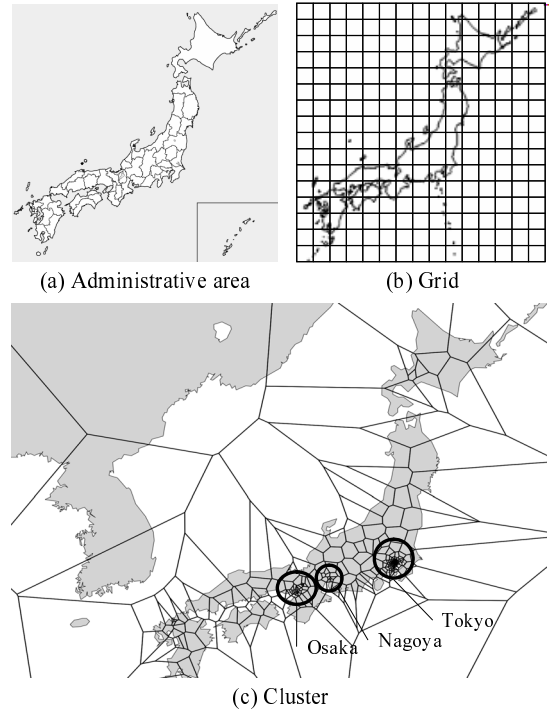 (a) Administrative area
(b) Grid
Tokyo
Nagoya
Osaka
(c) Cluster